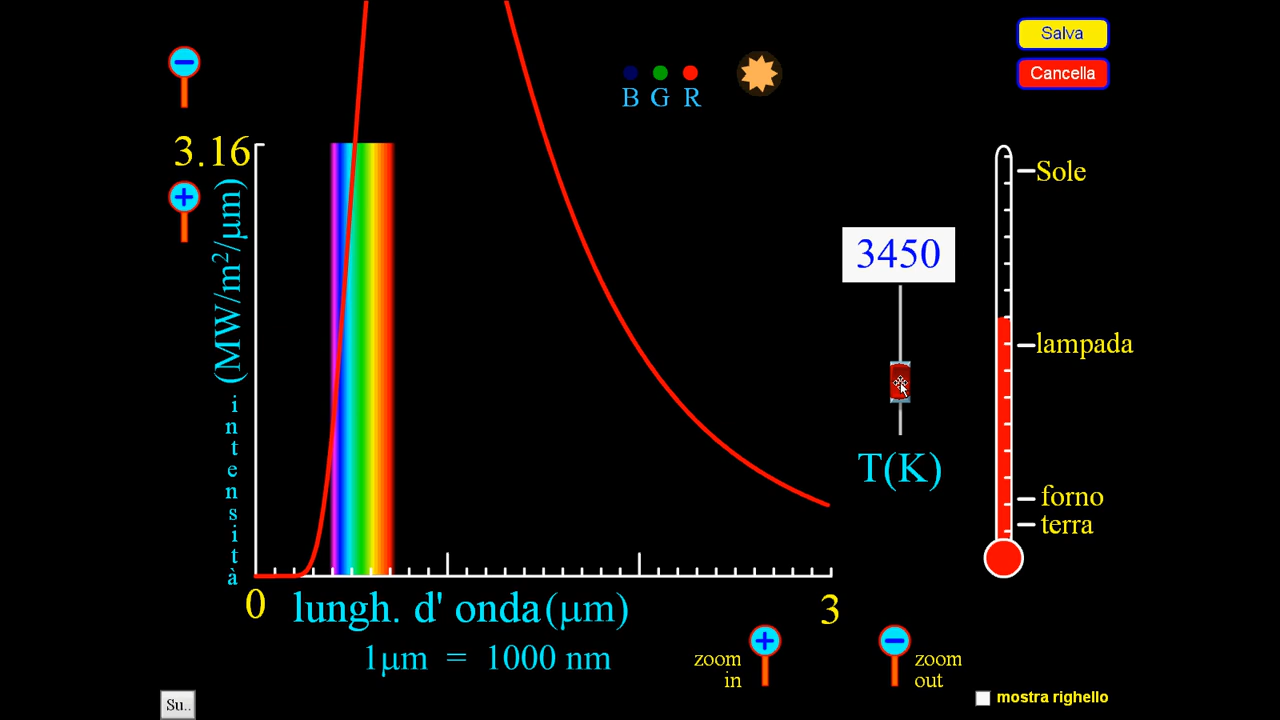 Salva
Cancella
B G R
3.16
intensità (MW/m²/μm)
Sole
3450
lampada
T(K)
forno
terra
0
lungh. d' onda(μm)
3
1μm = 1000 nm
zoom in
zoom out
mostra righello
Su..